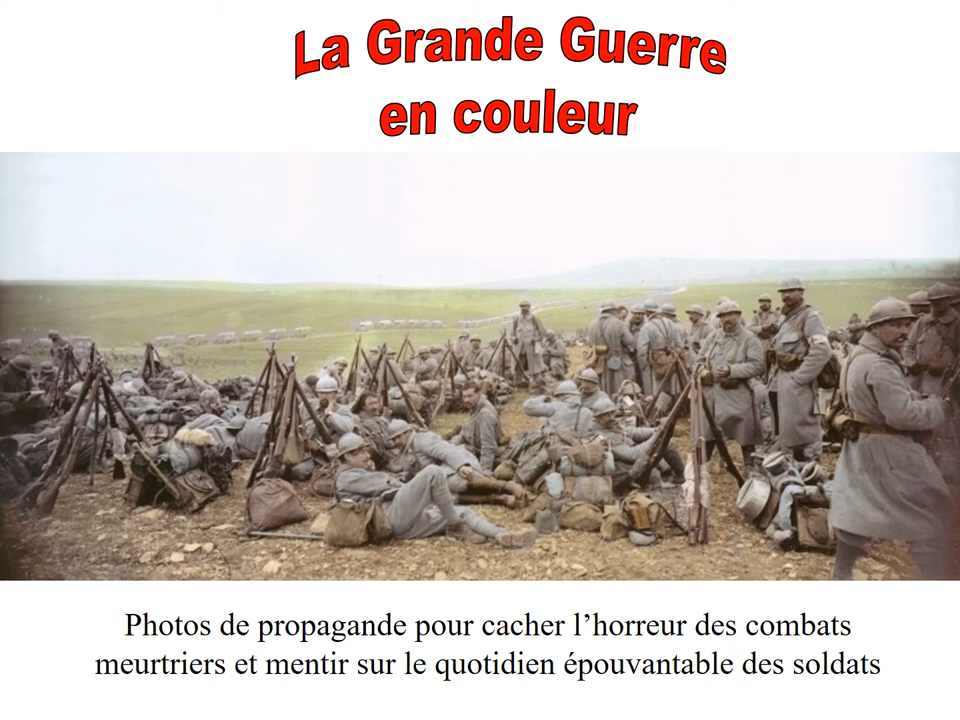 La Grande Guerre
en couleur
Photos de propagande pour cacher l’horreur des combats
meurtriers et mentir sur le quotidien épouvantable des soldats